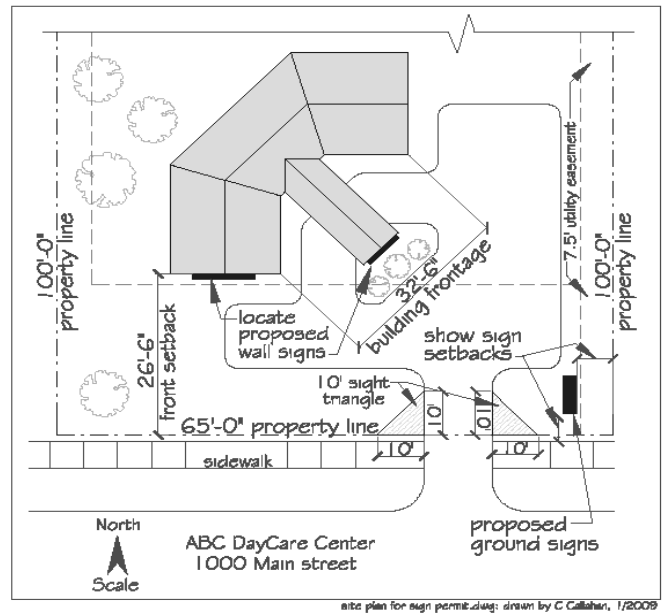 7.5' utility easement
100'-0"
property line
100'-0"
property line
32'-6"
building frontage
locate
proposed
wall signs
26'-6"
front setback
show sign
setbacks
10' sight
triangle
10'
10'
65'-0" property line
10'
10'
sidewalk
North
Scale
ABC DayCare Center
1000 Main street
proposed
ground signs
site plan for sign permit.dwg: drawn by C Callahan, 1/2009